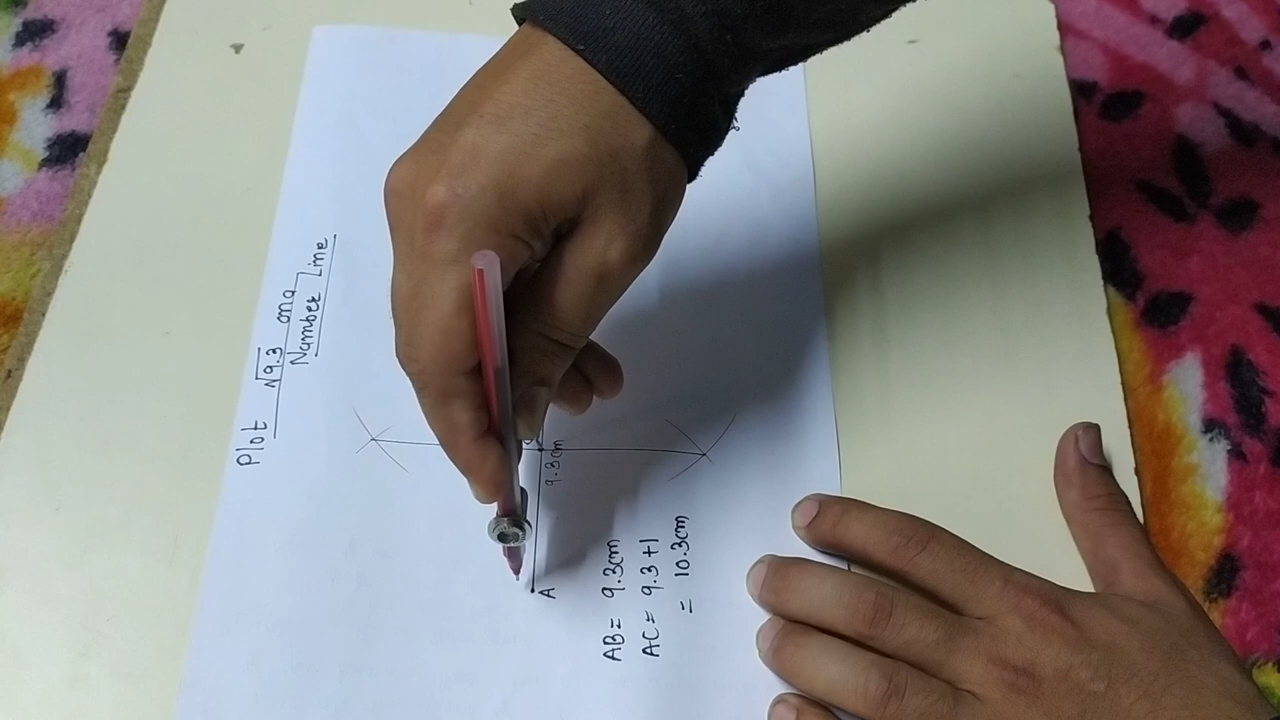 Plot √9.3 on a
Number Line
9.3cm
A
AB = 9.3cm
AC = 9.3+1
= 10.3cm